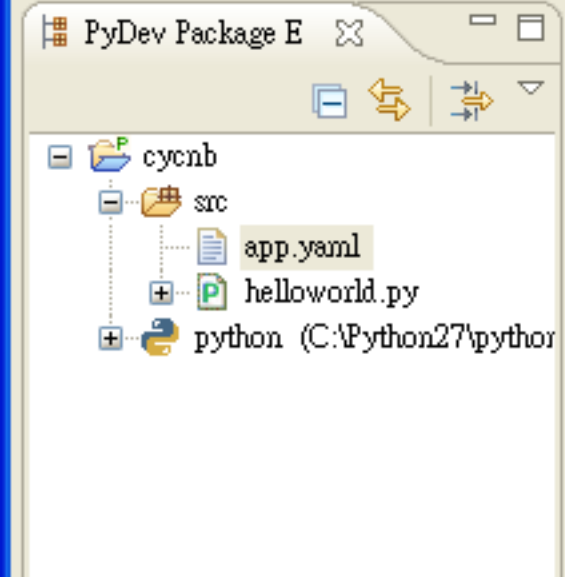 PyDev Package E
cycnb
src
app.yaml
helloworld.py
python (C:\Python27\python